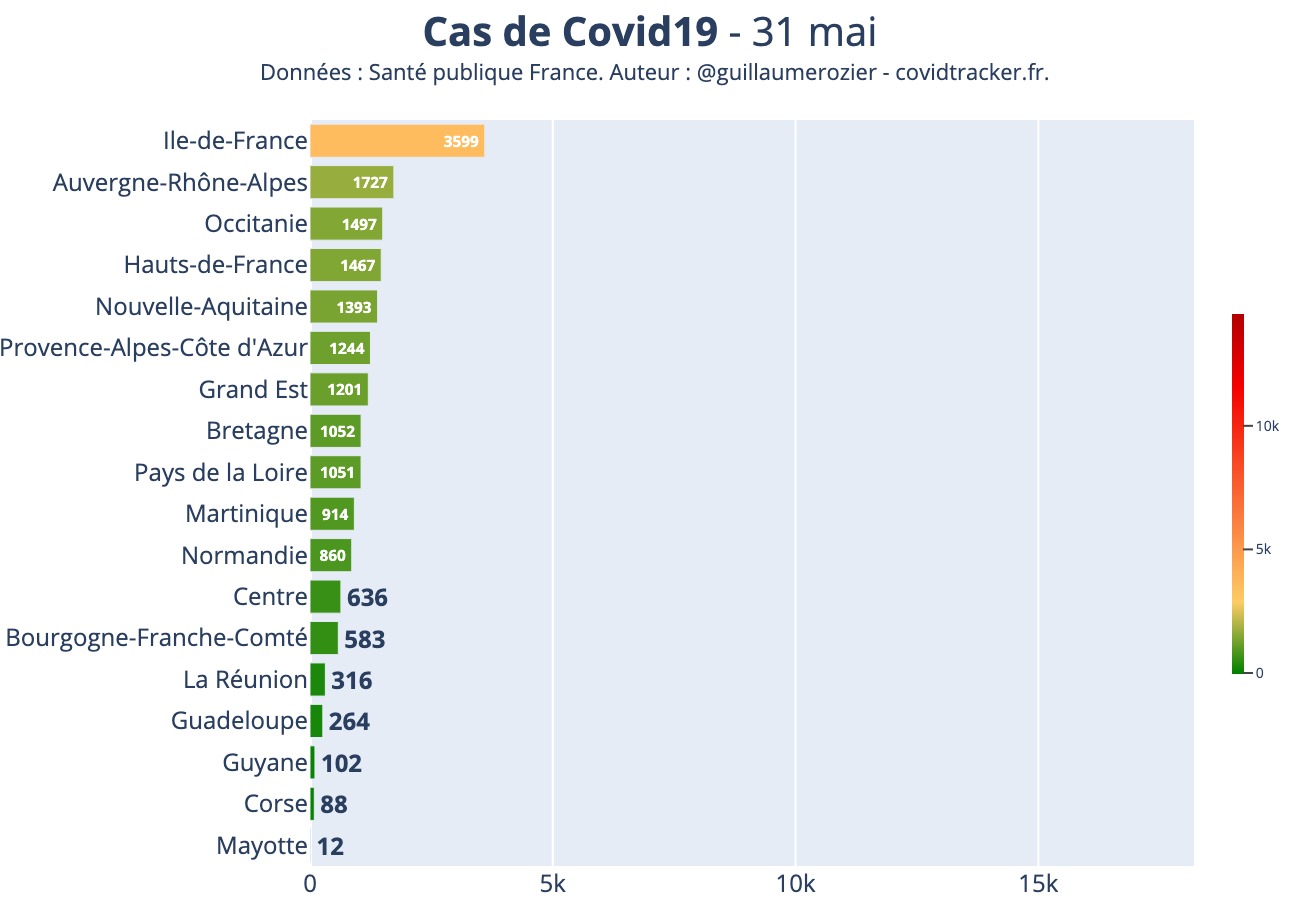 Cas de Covid19 - 31 mai
Données : Santé publique France. Auteur : @guillaumerozier - covidtracker.fr.
Ile-de-France 3599
Auvergne-Rhône-Alpes 1727
Occitanie 1497
Hauts-de-France 1467
Nouvelle-Aquitaine 1393
Provence-Alpes-Côte d'Azur 1244
Grand Est 1201
Bretagne 1052
Pays de la Loire 1051
Martinique 914
Normandie 860
Centre 636
Bourgogne-Franche-Comté 583
La Réunion 316
Guadeloupe 264
Guyane 102
Corse 88
Mayotte 12
0 5k 10k 15k
10k
5k
0